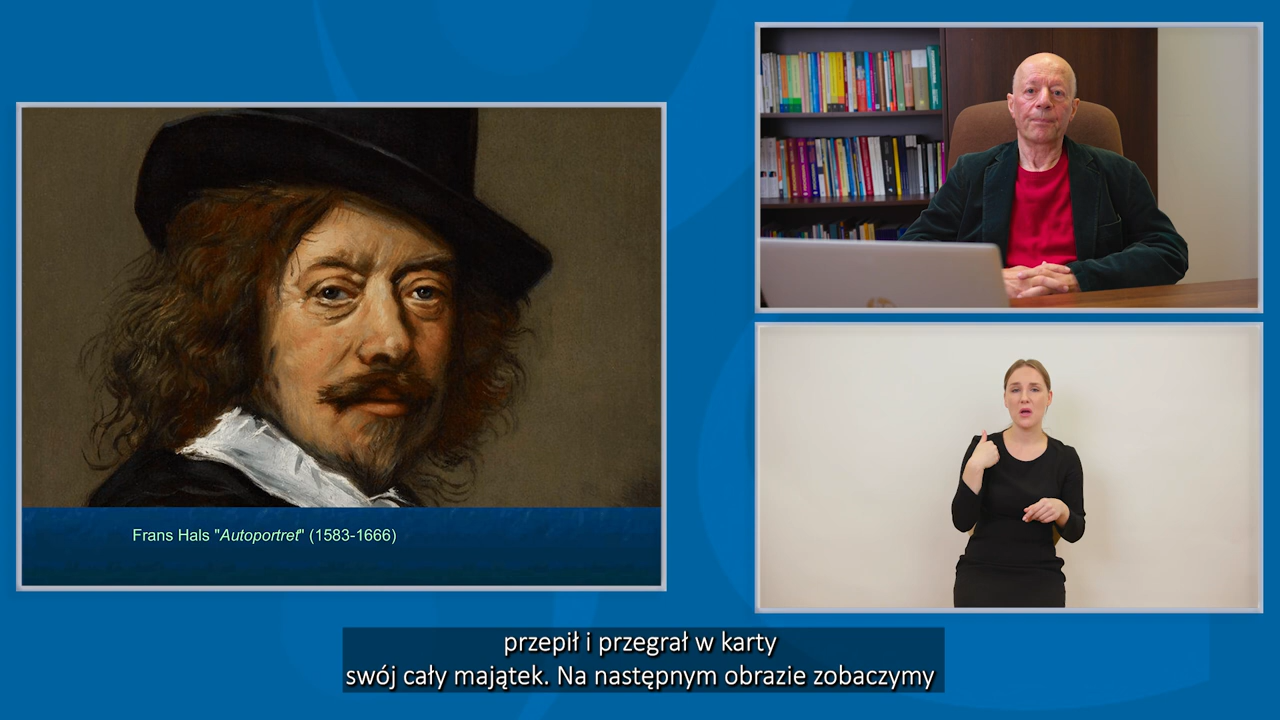 Frans Hals "Autoportret" (1583-1666)
przepił i przegrał w karty
swój cały majątek. Na następnym obrazie zobaczymy